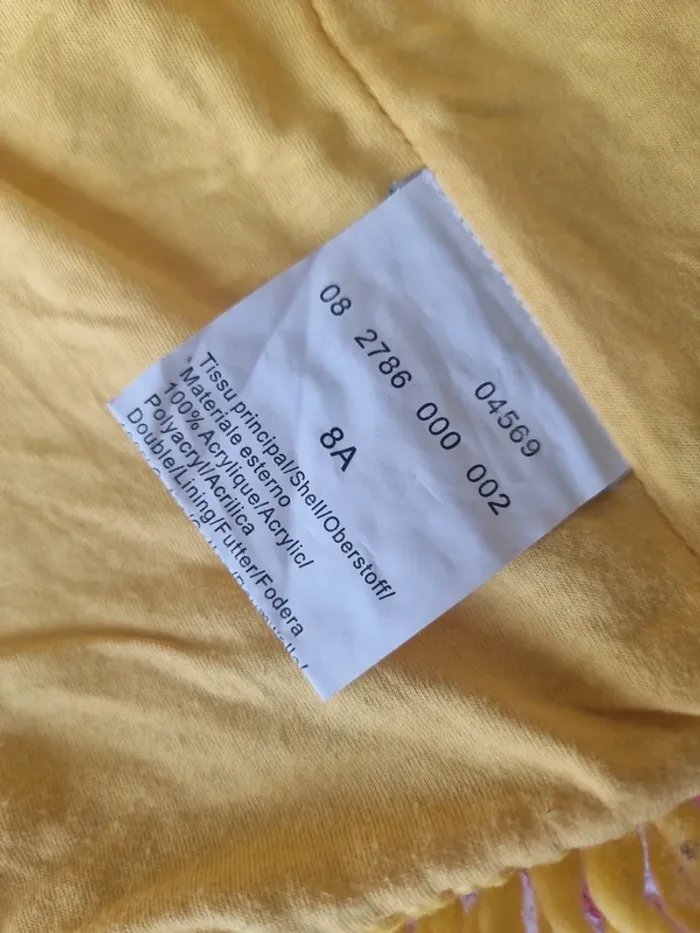 04569
08 2786 000 002
8A
Tissu principal/Shell/Oberstoff/
Materiale esterno
100% Acrylique/Acrylic/
Polyacryl/Acrilica
Double/Lining/Futter/Fodera